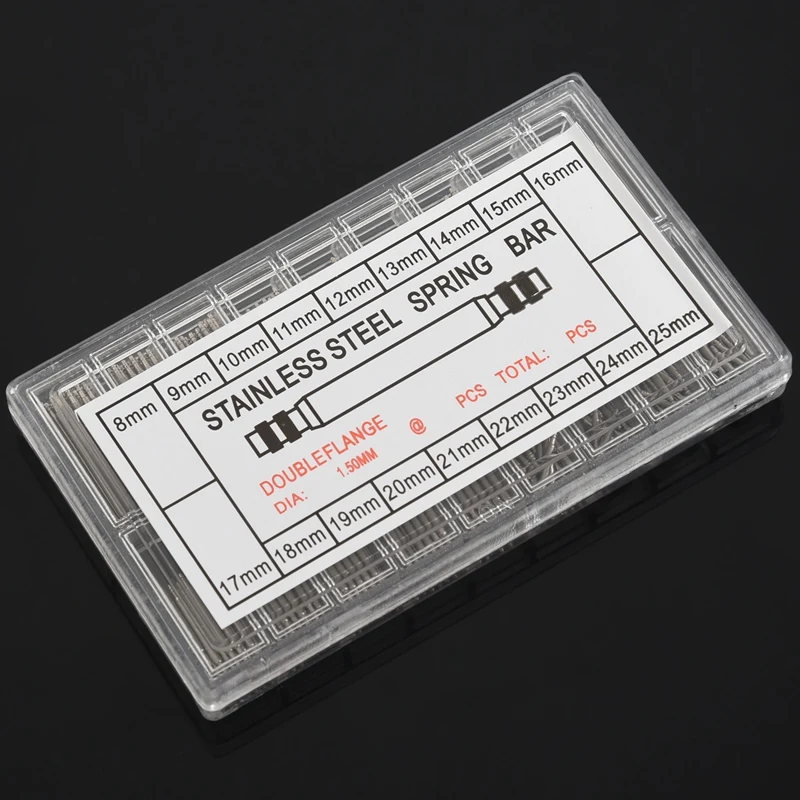 8mm 9mm 10mm 11mm 12mm 13mm 14mm 15mm 16mm
STAINLESS STEEL SPRING BAR
DOUBLEFLANGE @ PCS TOTAL: PCS
DIA: 1.50MM
17mm 18mm 19mm 20mm 21mm 22mm 23mm 24mm 25mm